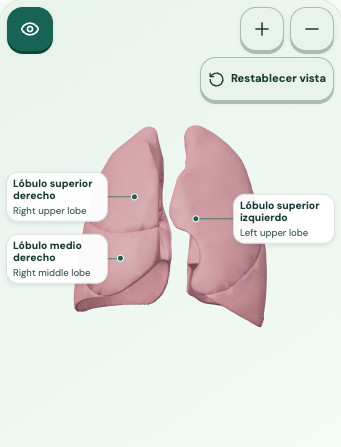 Restablecer vista
Lóbulo superior
derecho
Right upper lobe
Lóbulo superior
izquierdo
Left upper lobe
Lóbulo medio
derecho
Right middle lobe